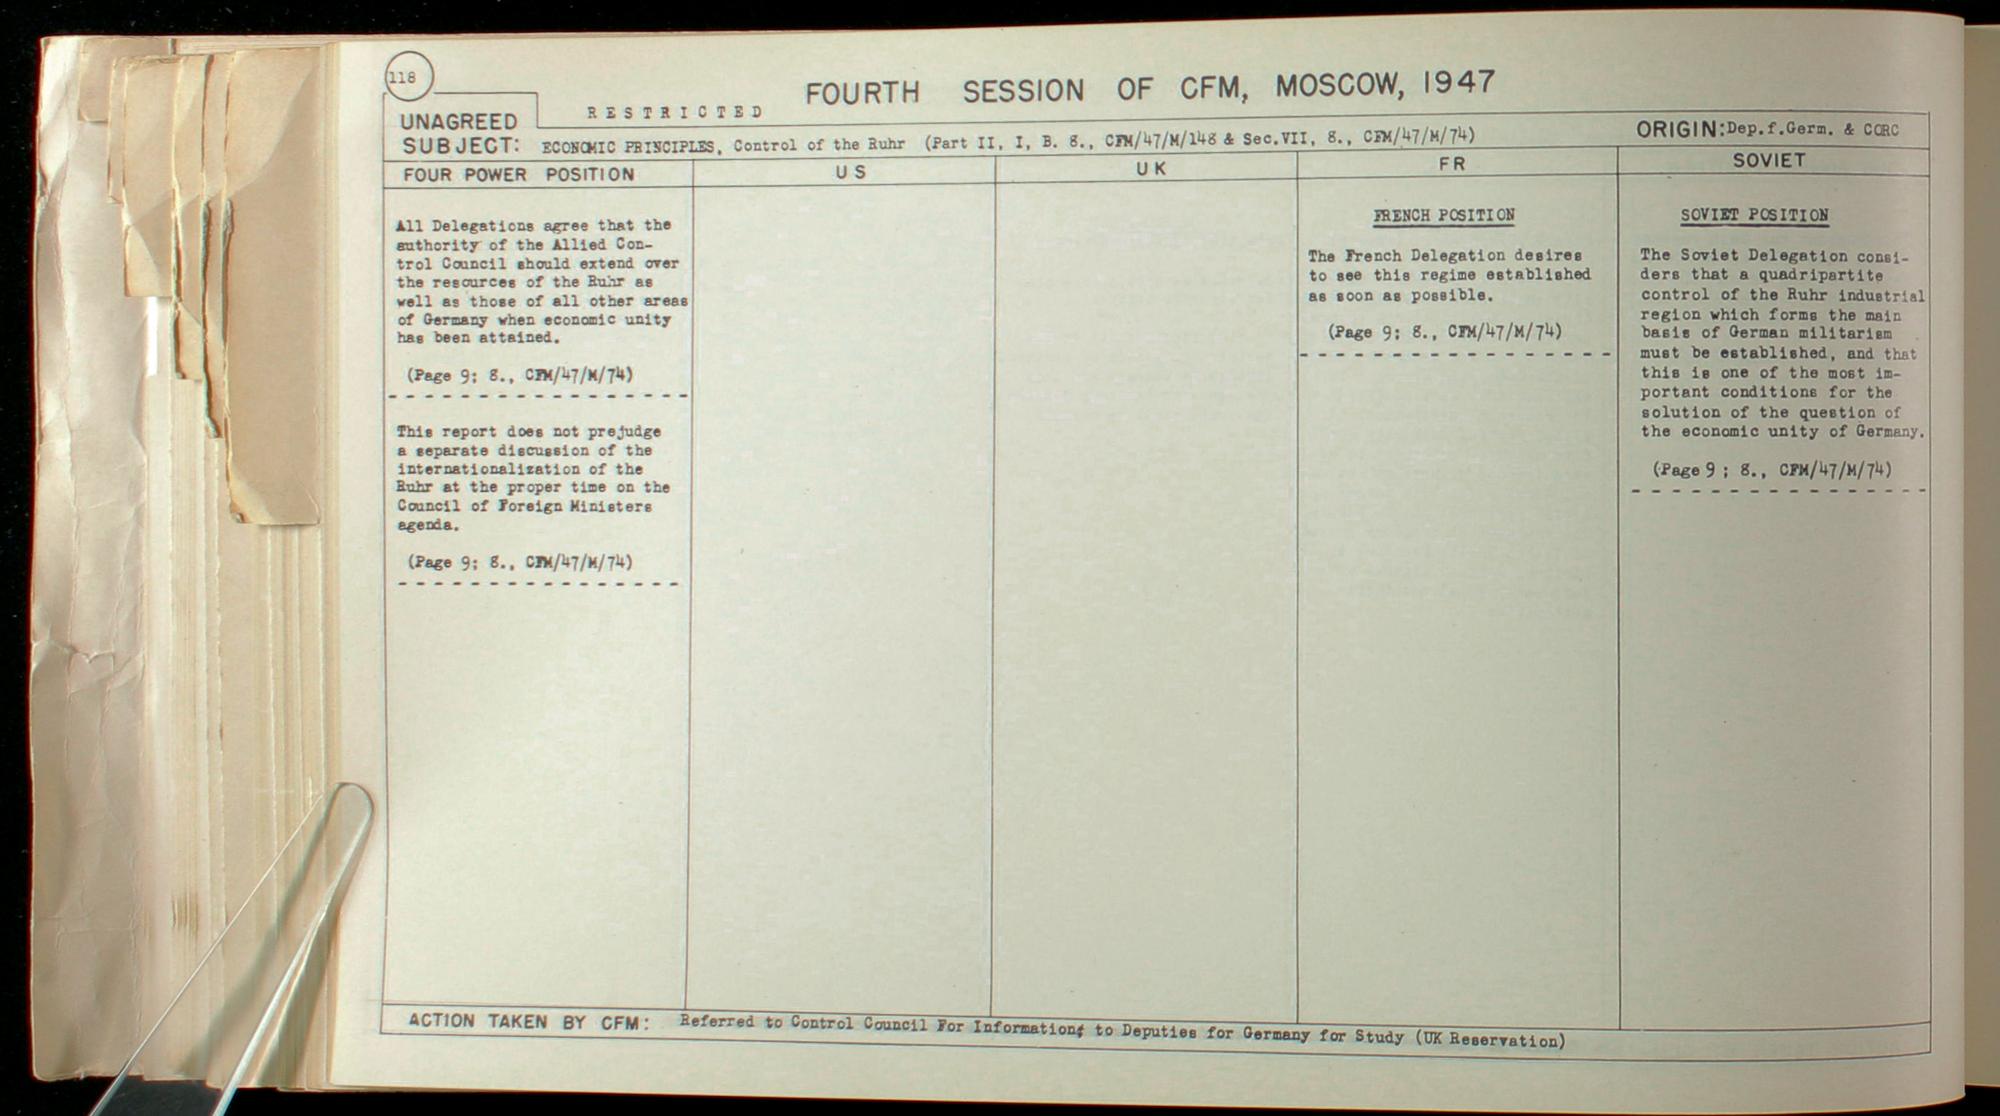 118
FOURTH SESSION OF CFM, MOSCOW, 1947
RESTRICTED
UNAGREED
SUBJECT: ECONOMIC PRINCIPLES, Control of the Ruhr (Part II, I, B. 8., CFM/47/M/148 & Sec.VII, 8., CFM/47/M/74)
ORIGIN: Dep.f.Germ. & CORC
FOUR POWER POSITION
US
UK
FR
SOVIET
All Delegations agree that the
authority of the Allied Con-
trol Council should extend over
the resources of the Ruhr as
well as those of all other areas
of Germany when economic unity
has been attained.
(Page 9; 8., CFM/47/M/74)
This report does not prejudge
a separate discussion of the
internationalization of the
Ruhr at the proper time on the
Council of Foreign Ministers
agenda.
(Page 9; 8., CFM/47/M/74)
FRENCH POSITION
The French Delegation desires
to see this regime established
as soon as possible.
(Page 9; 8., CFM/47/M/74)
SOVIET POSITION
The Soviet Delegation consi-
ders that a quadripartite
control of the Ruhr industrial
region which forms the main
basis of German militarism
must be established, and that
this is one of the most im-
portant conditions for the
solution of the question of
the economic unity of Germany.
(Page 9 ; 8., CFM/47/M/74)
ACTION TAKEN BY CFM: Referred to Control Council For Information; to Deputies for Germany for Study (UK Reservation)